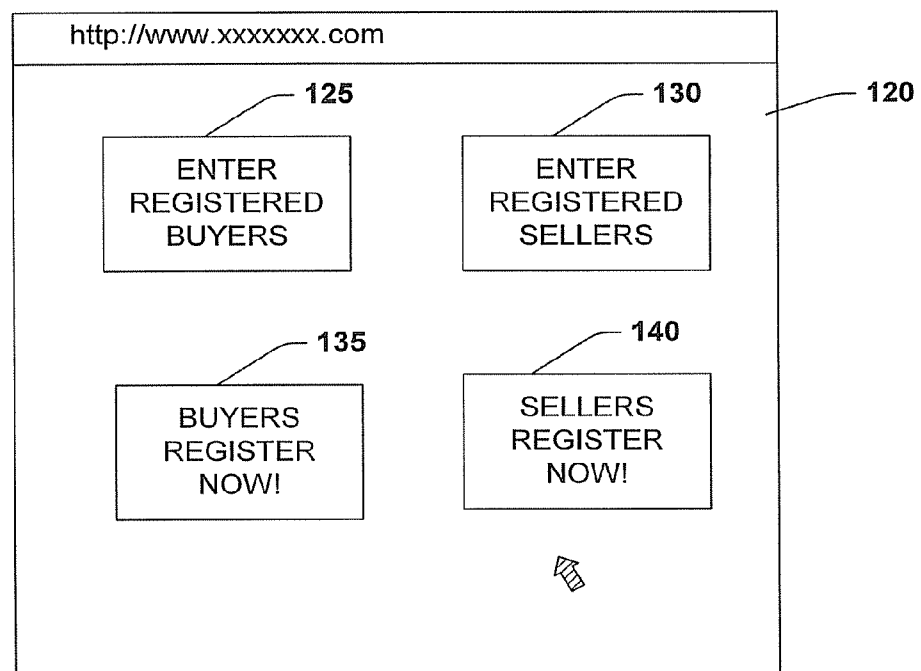 http://www.xxxxxxx.com
125
130
120
ENTER
REGISTERED
BUYERS
ENTER
REGISTERED
SELLERS
135
140
BUYERS
REGISTER
NOW!
SELLERS
REGISTER
NOW!